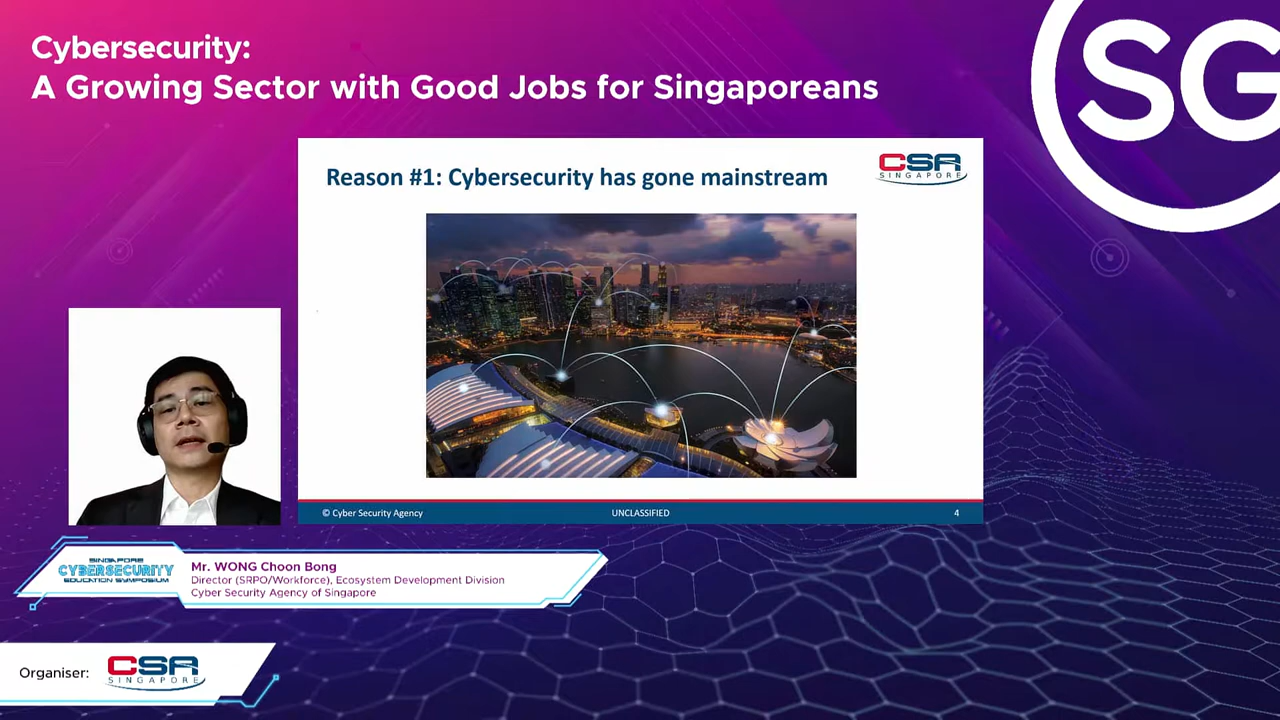 Cybersecurity:
A Growing Sector with Good Jobs for Singaporeans
SG
Reason #1: Cybersecurity has gone mainstream
CSA
SINGAPORE
© Cyber Security Agency
UNCLASSIFIED
4
SINGAPORE
CYBERSECURITY
EDUCATION SYMPOSIUM
Mr. WONG Choon Bong
Director (SRPO/Workforce), Ecosystem Development Division
Cyber Security Agency of Singapore
Organiser:
CSA
SINGAPORE